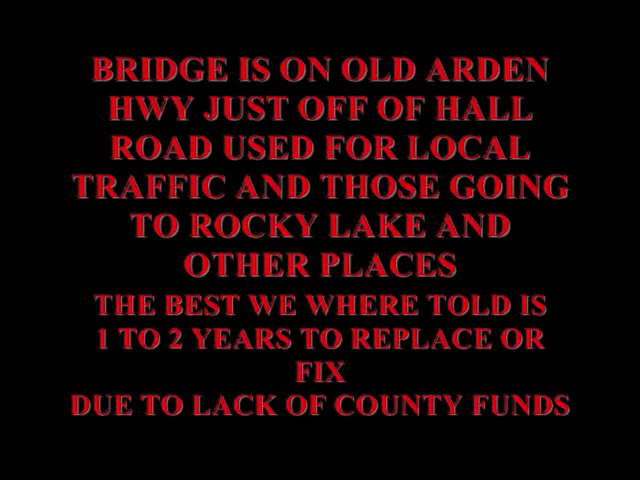 BRIDGE IS ON OLD ARDEN
HWY JUST OFF OF HALL
ROAD USED FOR LOCAL
TRAFFIC AND THOSE GOING
TO ROCKY LAKE AND
OTHER PLACES
THE BEST WE WHERE TOLD IS
1 TO 2 YEARS TO REPLACE OR
FIX
DUE TO LACK OF COUNTY FUNDS